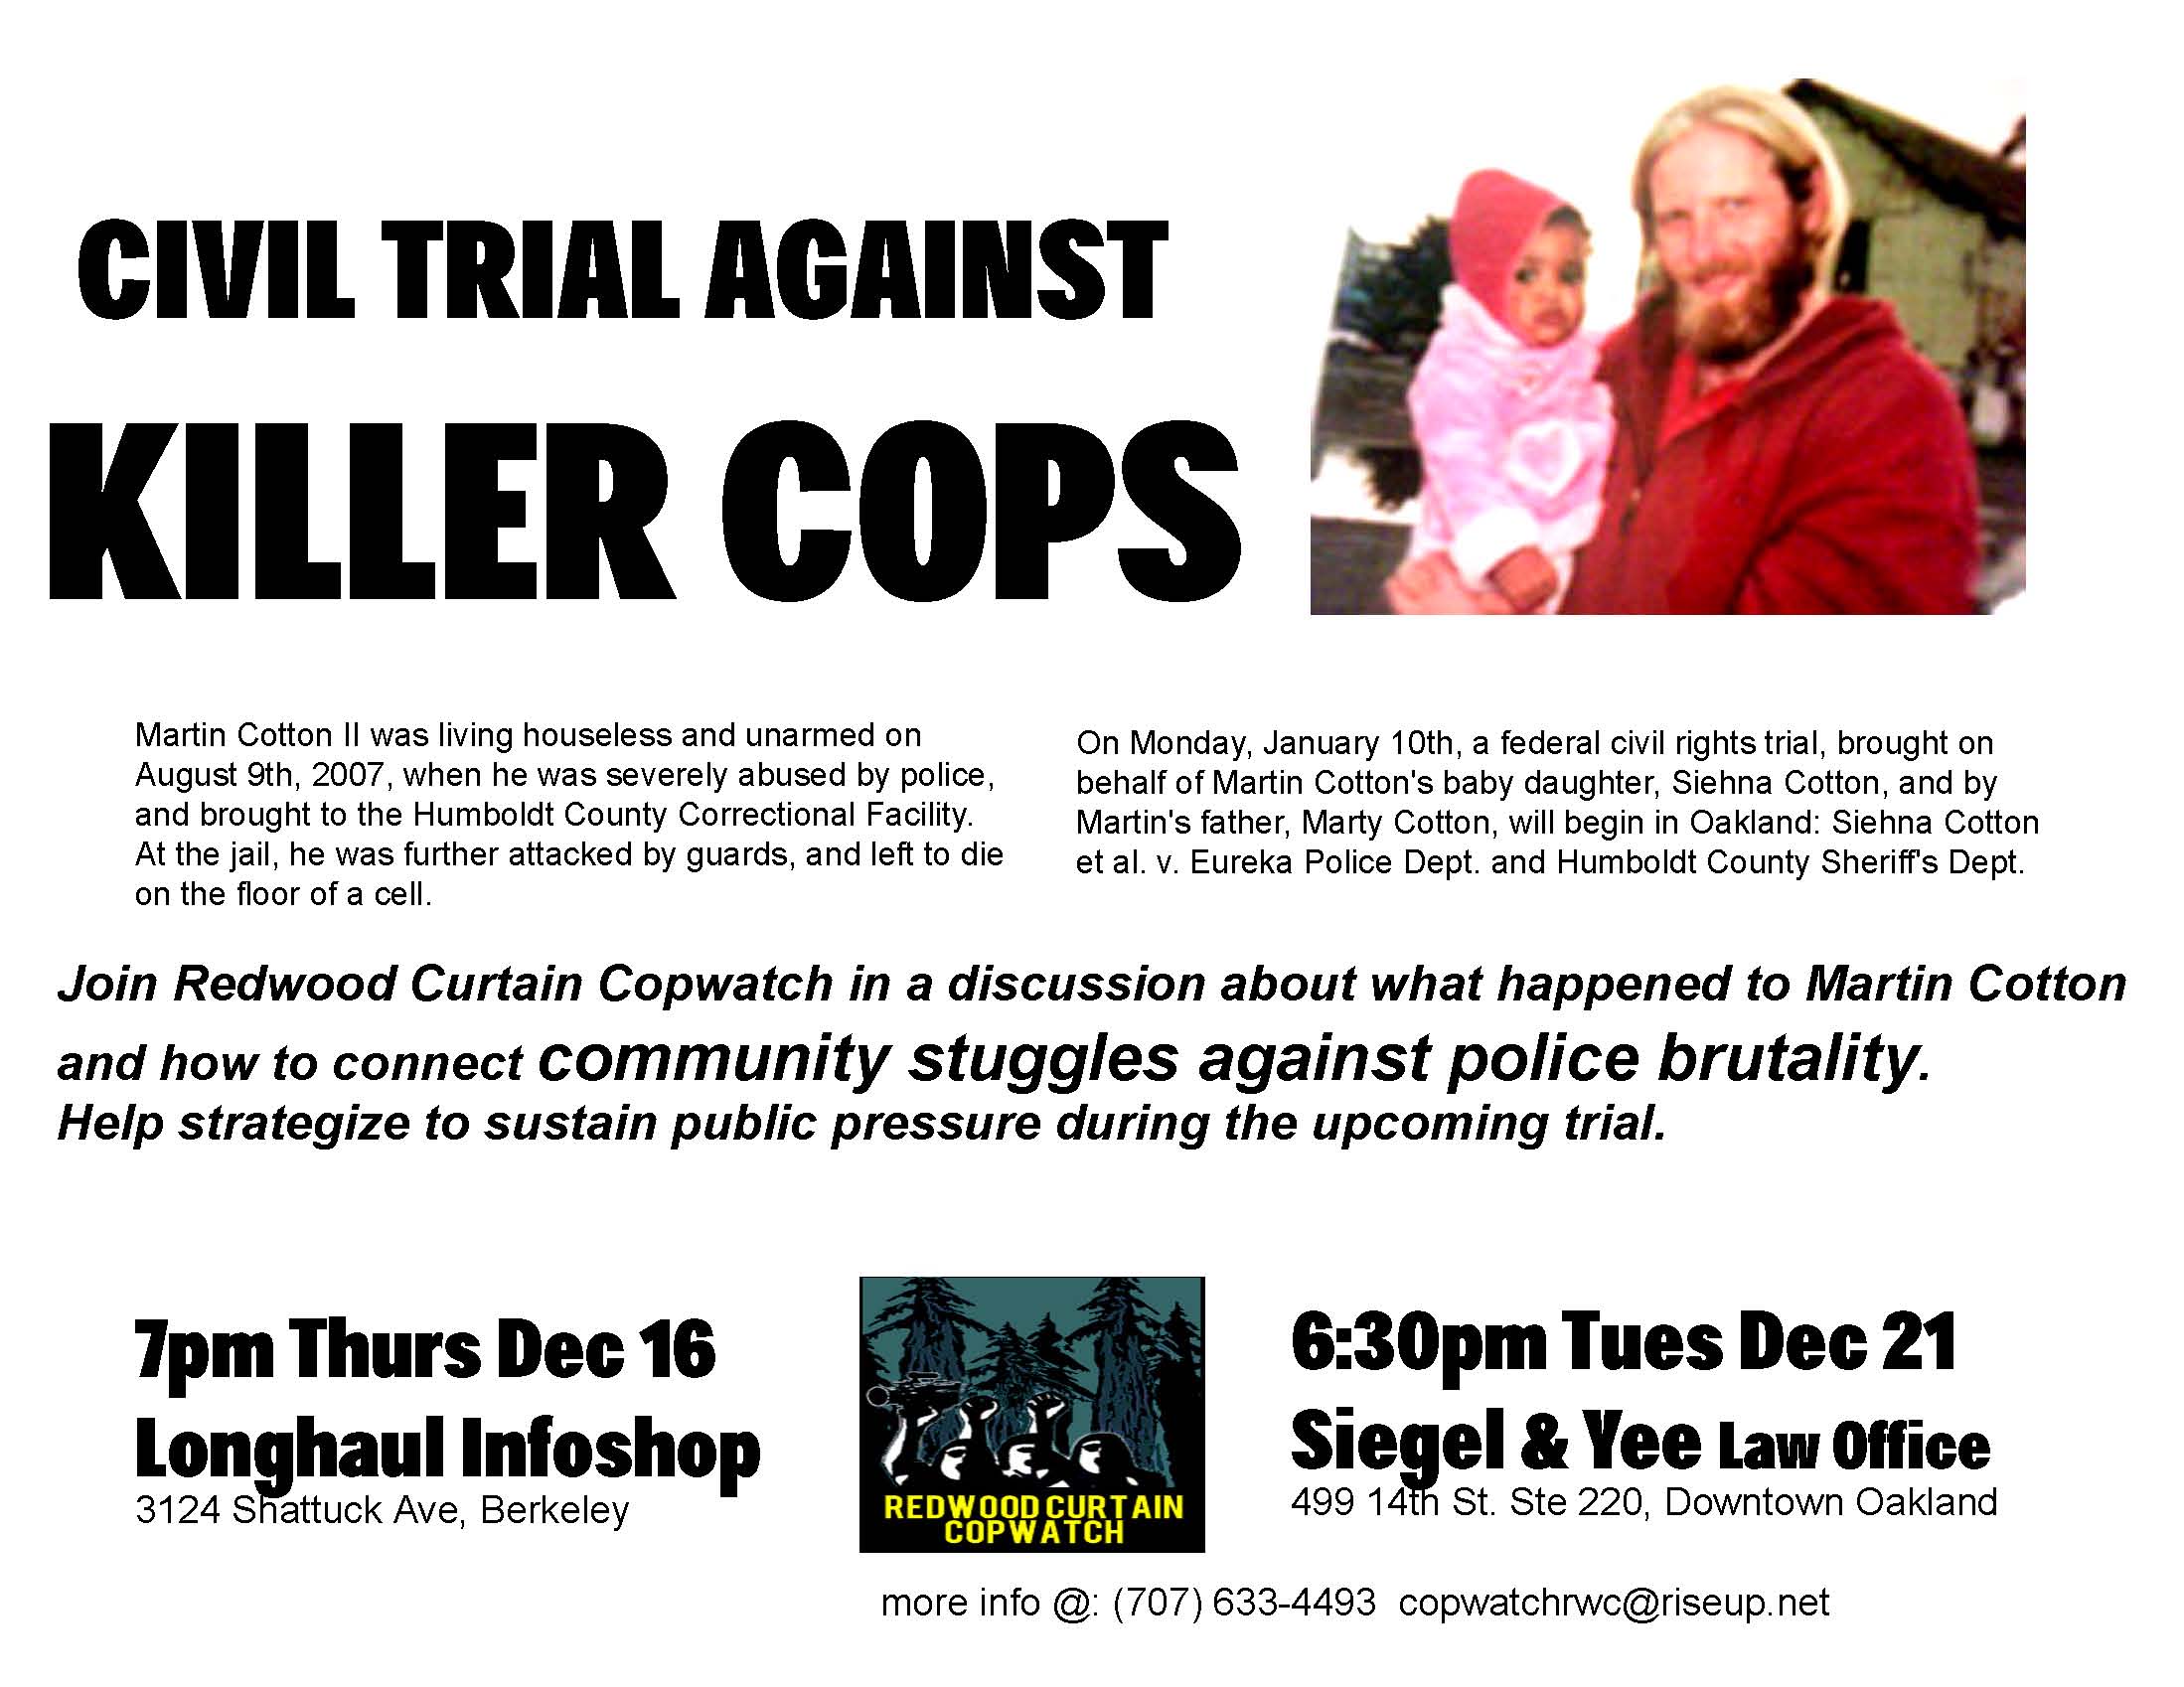 CIVIL TRIAL AGAINST
KILLER COPS
Martin Cotton II was living houseless and unarmed on
August 9th, 2007, when he was severely abused by police,
and brought to the Humboldt County Correctional Facility.
At the jail, he was further attacked by guards, and left to die
on the floor of a cell.
On Monday, January 10th, a federal civil rights trial, brought on
behalf of Martin Cotton's baby daughter, Siehna Cotton, and by
Martin's father, Marty Cotton, will begin in Oakland: Siehna Cotton
et al. v. Eureka Police Dept. and Humboldt County Sheriff's Dept.
Join Redwood Curtain Copwatch in a discussion about what happened to Martin Cotton
and how to connect community stuggles against police brutality.
Help strategize to sustain public pressure during the upcoming trial.
7pm Thurs Dec 16
Longhaul Infoshop
3124 Shattuck Ave, Berkeley
REDWOOD CURTAIN
COPWATCH
6:30pm Tues Dec 21
Siegel & Yee Law Office
499 14th St. Ste 220, Downtown Oakland
more info @: (707) 633-4493 copwatchrwc@riseup.net